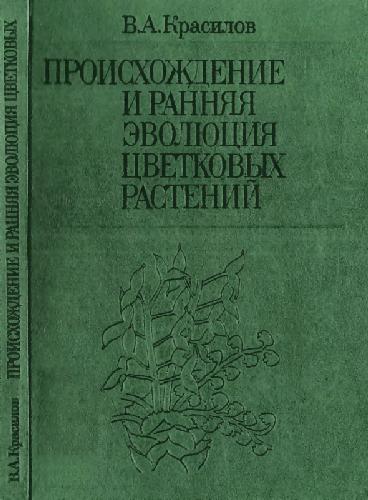 В.А.Красилов
ПРОИСХОЖДЕНИЕ
И РАННЯЯ
ЭВОЛЮЦИЯ
ЦВЕТКОВЫХ
РАСТЕНИЙ
В.А.Красилов ПРОИСХОЖДЕНИЕ И РАННЯЯ ЭВОЛЮЦИЯ ЦВЕТКОВЫХ